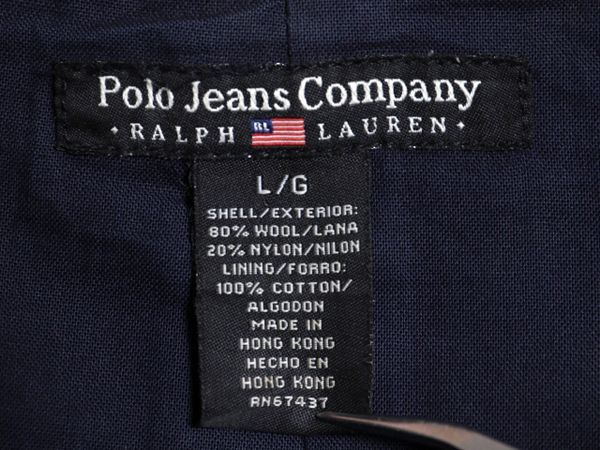 Polo Jeans Company
• RALPH RL LAUREN •
L/G
SHELL/EXTERIOR:
80% WOOL/LANA
20% NYLON/NILON
LINING/FORRO:
100% COTTON/
ALGODON
MADE IN
HONG KONG
HECHO EN
HONG KONG
RN67437